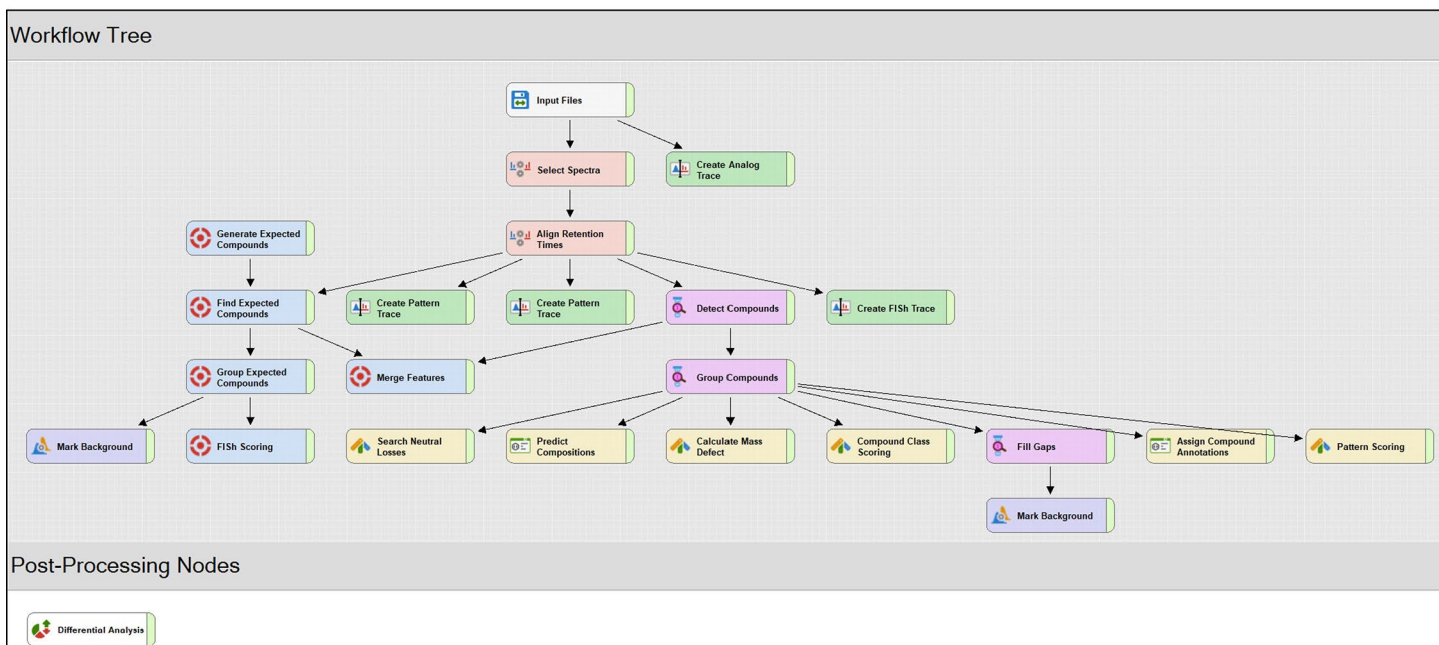 Workflow Tree
Input Files
Select Spectra
Create Analog
Trace
Generate Expected
Compounds
Align Retention
Times
Find Expected
Compounds
Create Pattern
Trace
Create Pattern
Trace
Detect Compounds
Create FISh Trace
Group Expected
Compounds
Merge Features
Group Compounds
Mark Background
FISh Scoring
Search Neutral
Losses
Predict
Compositions
Calculate Mass
Defect
Compound Class
Scoring
Fill Gaps
Assign Compound
Annotations
Pattern Scoring
Mark Background
Post-Processing Nodes
Differential Analysis